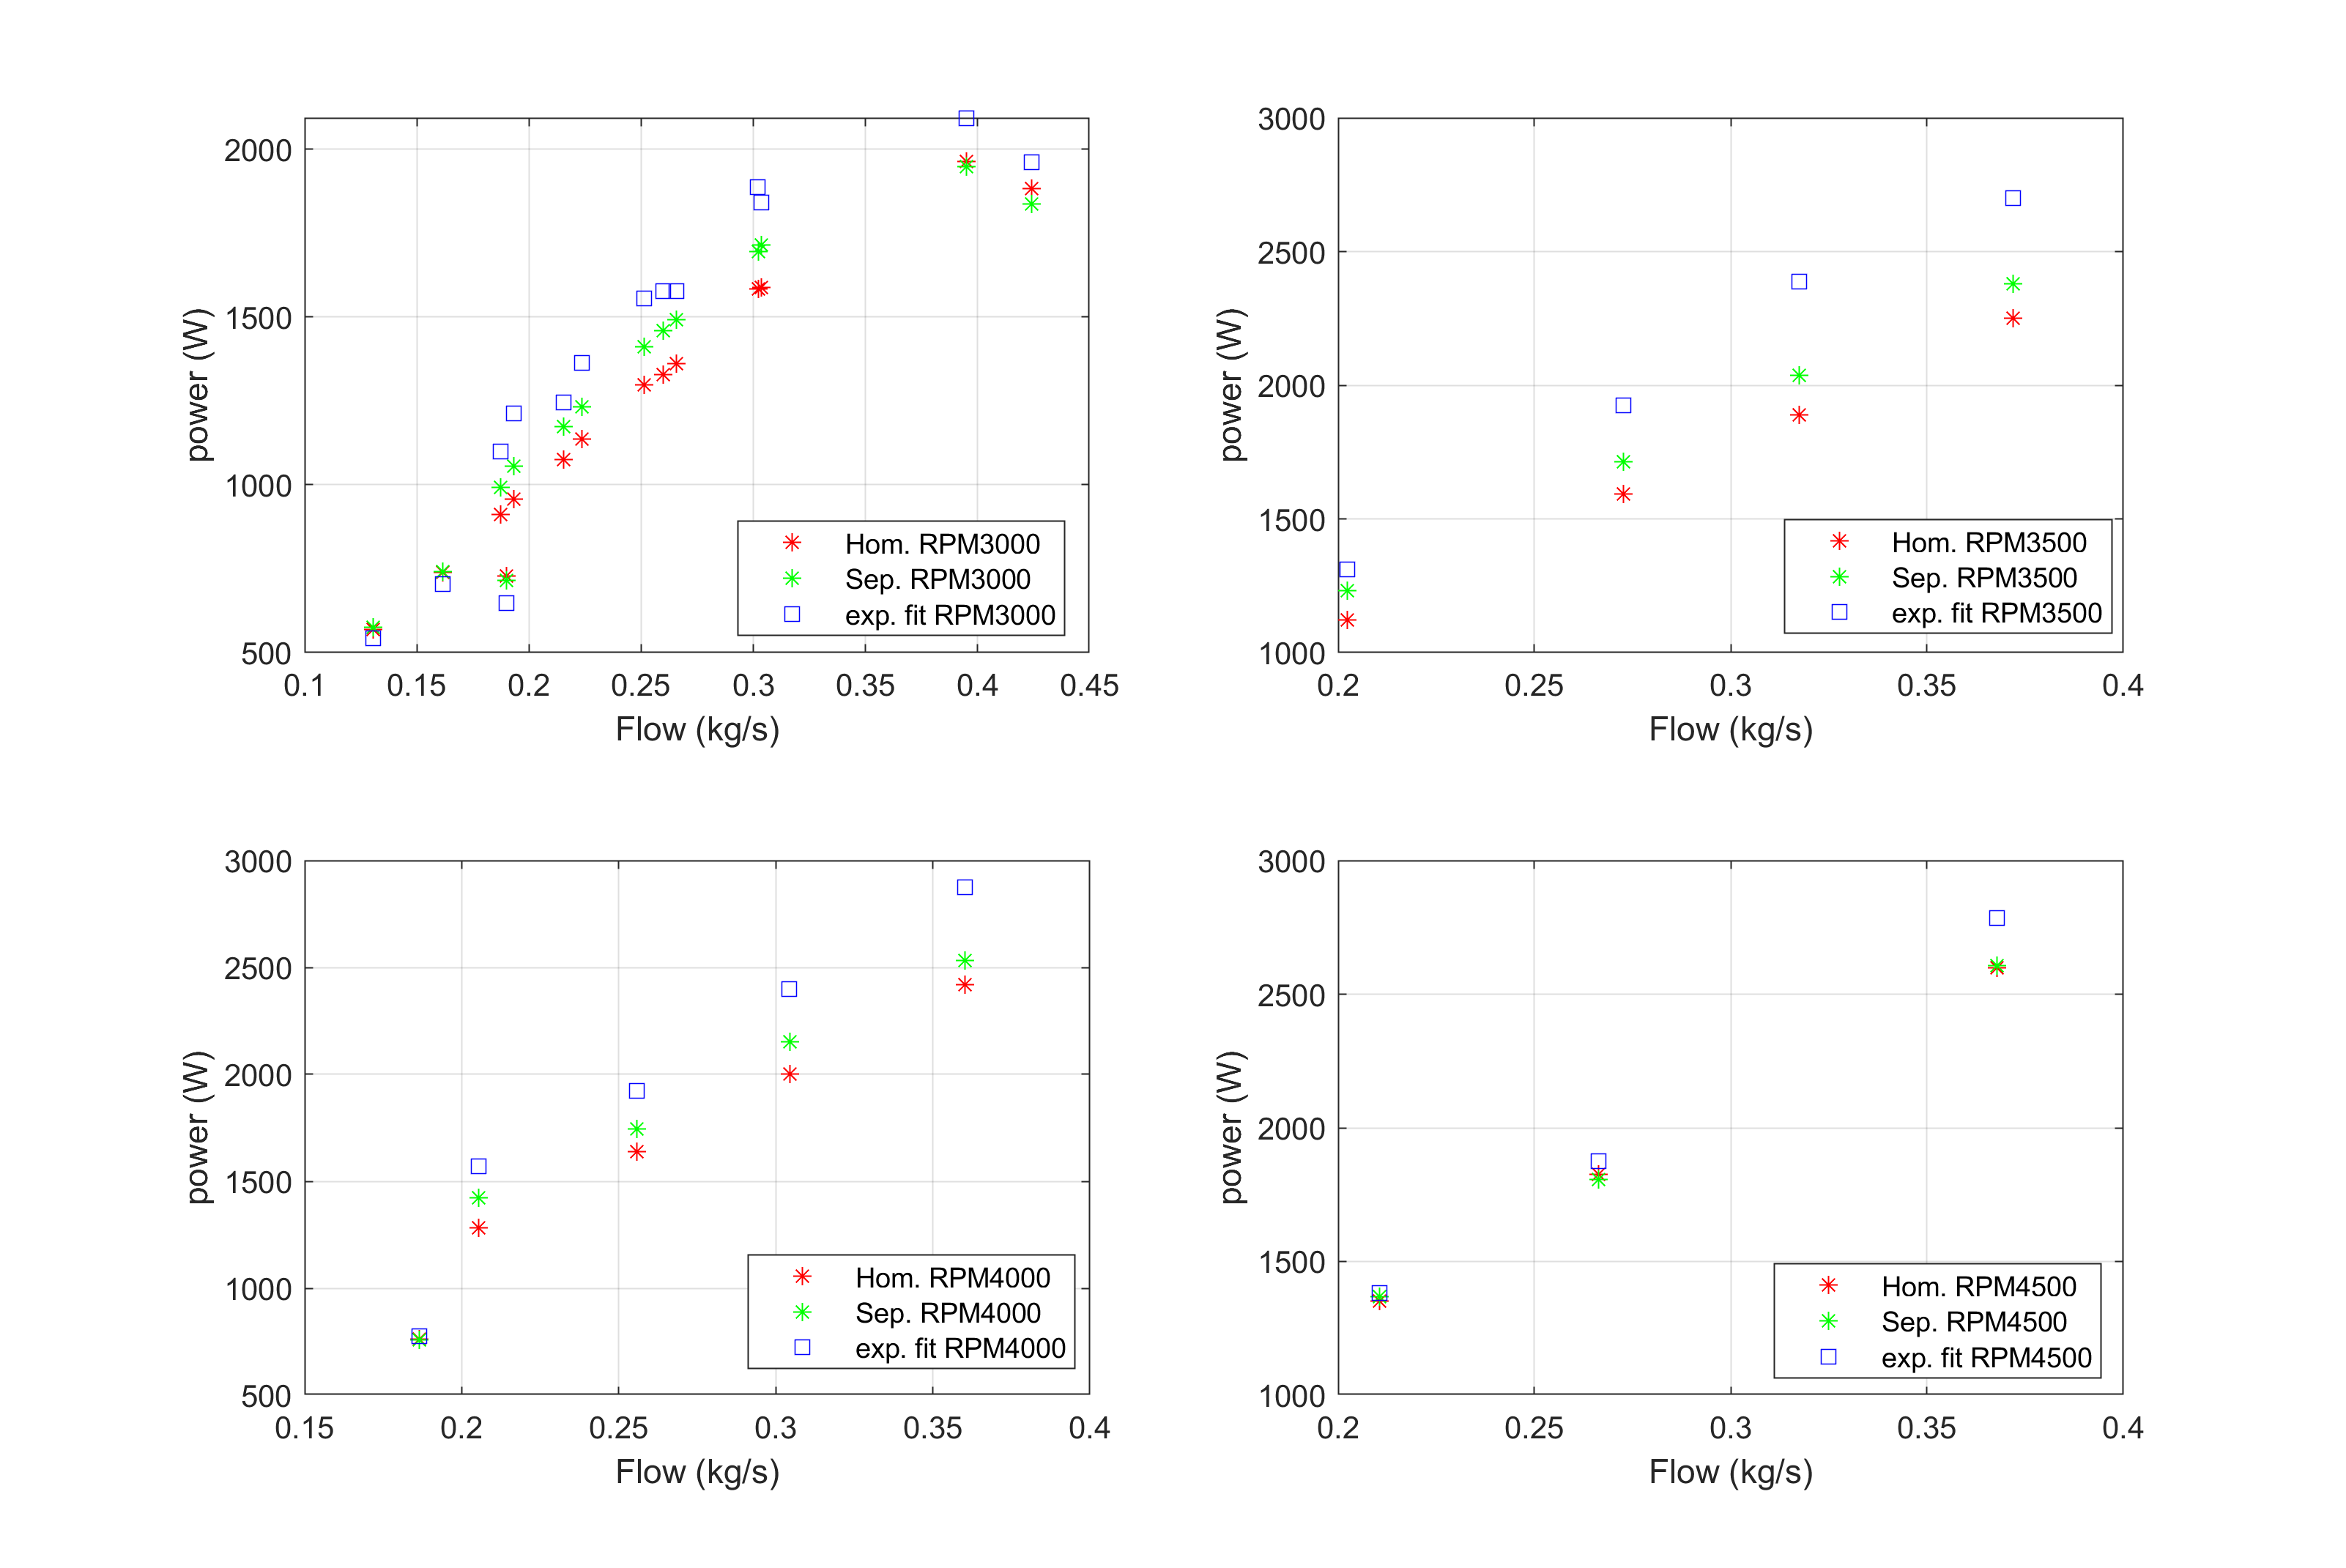 2000
1500
1000
500
0.1 0.15 0.2 0.25 0.3 0.35 0.4 0.45
power (W)
Flow (kg/s)
Hom. RPM3000
Sep. RPM3000
exp. fit RPM3000
3000
2500
2000
1500
1000
0.2 0.25 0.3 0.35 0.4
power (W)
Flow (kg/s)
Hom. RPM3500
Sep. RPM3500
exp. fit RPM3500
3000
2500
2000
1500
1000
500
0.15 0.2 0.25 0.3 0.35 0.4
power (W)
Flow (kg/s)
Hom. RPM4000
Sep. RPM4000
exp. fit RPM4000
3000
2500
2000
1500
1000
0.2 0.25 0.3 0.35 0.4
power (W)
Flow (kg/s)
Hom. RPM4500
Sep. RPM4500
exp. fit RPM4500